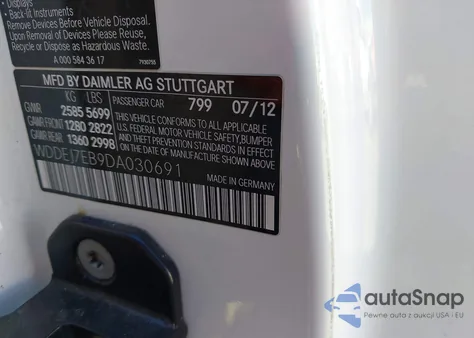 Displays
Back-lit Instruments
Remove Devices Before Vehicle Disposal.
Upon Removal of Devices Please Reuse,
Recycle or Dispose as Hazardous Waste.
A 000 584 36 17
MFD BY DAIMLER AG STUTTGART
KG LBS
GVWR 2585 5699
GAWR FRONT 1280 2822
GAWR REAR 1360 2998
PASSENGER CAR 799 07/12
THIS VEHICLE CONFORMS TO ALL APPLICABLE
U.S. FEDERAL MOTOR VEHICLE SAFETY, BUMPER,
AND THEFT PREVENTION STANDARDS IN EFFECT
ON THE DATE OF MANUFACTURE SHOWN ABOVE.
WDDEJ7EB9DA030691
MADE IN GERMANY
autoSnap
Pewne auta z aukcji USA i EU